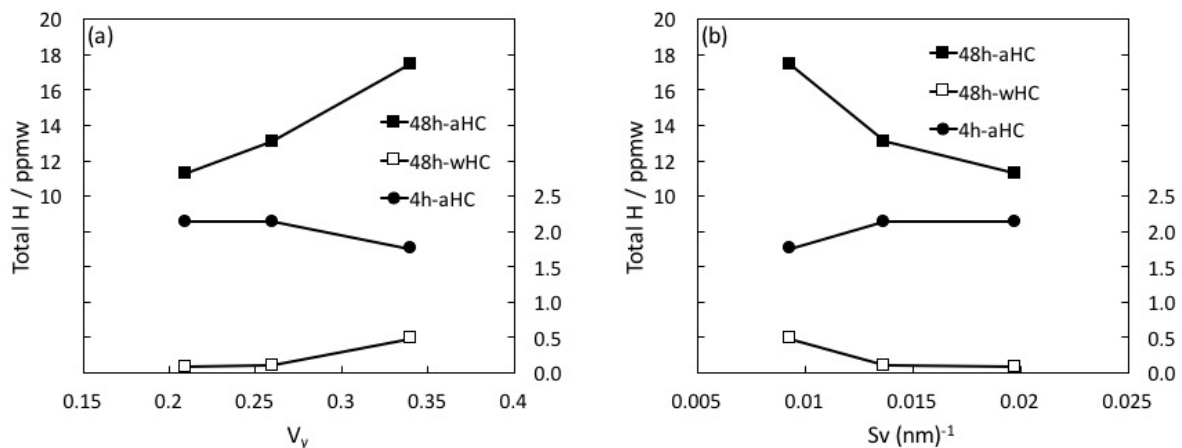 (a)
Total H / ppmw
20
18
16
14
12
10
2.5
2.0
1.5
1.0
0.5
0.0
48h-aHC
48h-wHC
4h-aHC
0.15
0.2
0.25
0.3
0.35
0.4
Vγ
(b)
Total H / ppmw
20
18
16
14
12
10
2.5
2.0
1.5
1.0
0.5
0.0
48h-aHC
48h-wHC
4h-aHC
0.005
0.01
0.015
0.02
0.025
Sv (nm)-1